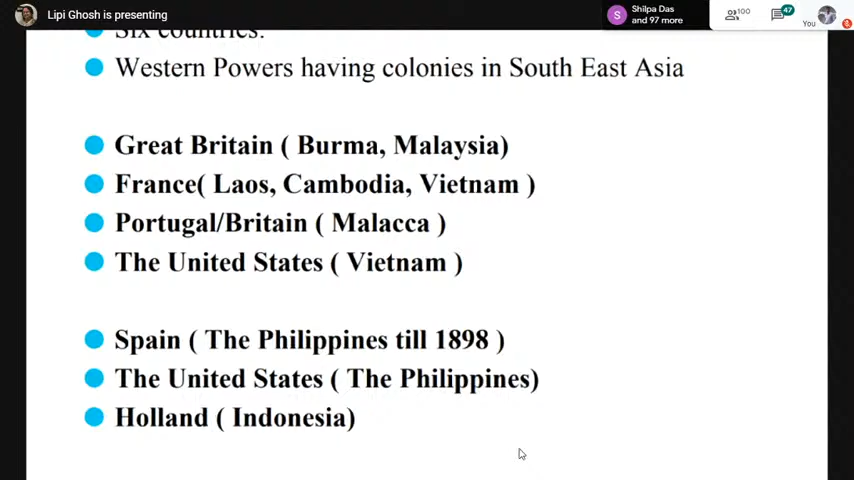 Lipi Ghosh is presenting
S
Shilpa Das
and 97 more
100
47
You
Six countries.
Western Powers having colonies in South East Asia
Great Britain ( Burma, Malaysia)
France( Laos, Cambodia, Vietnam )
Portugal/Britain ( Malacca )
The United States ( Vietnam )
Spain ( The Philippines till 1898 )
The United States ( The Philippines)
Holland ( Indonesia)